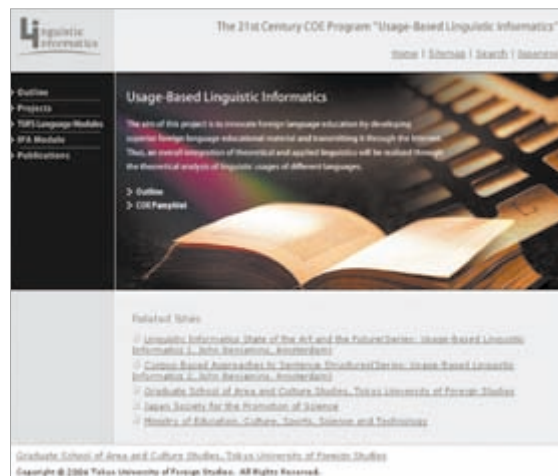 Linguistic
Informatics
The 21st Century COE Program "Usage-Based Linguistic Informatics"
Home | Sitemap | Search | Japanese
> Outline
> Projects
> TUFS Language Modules
> IPA Module
> Publications
Usage-Based Linguistic Informatics
The aim of this project is to innovate foreign language education by developing
superior foreign language educational material and transmitting it through the Internet.
Thus, an overall integration of theoretical and applied linguistics will be realized through
the theoretical analysis of linguistic usages of different languages.
> Outline
> COE Pamphlet
Related Sites
Linguistic Informatics State of the Art and the Future(Series: Usage-Based Linguistic
Informatics 1, John Benjamins, Amsterdam)
Corpus-Based Approaches to Sentence Structures(Series: Usage-Based Linguistic
Informatics 2, John Benjamins, Amsterdam)
Graduate School of Area and Culture Studies, Tokyo University of Foreign Studies
Japan Society for the Promotion of Science
Ministry of Education, Culture, Sports, Science and Technology
Graduate School of Area and Culture Studies, Tokyo University of Foreign Studies
Copyright © 2004 Tokyo University of Foreign Studies. All Rights Reserved.